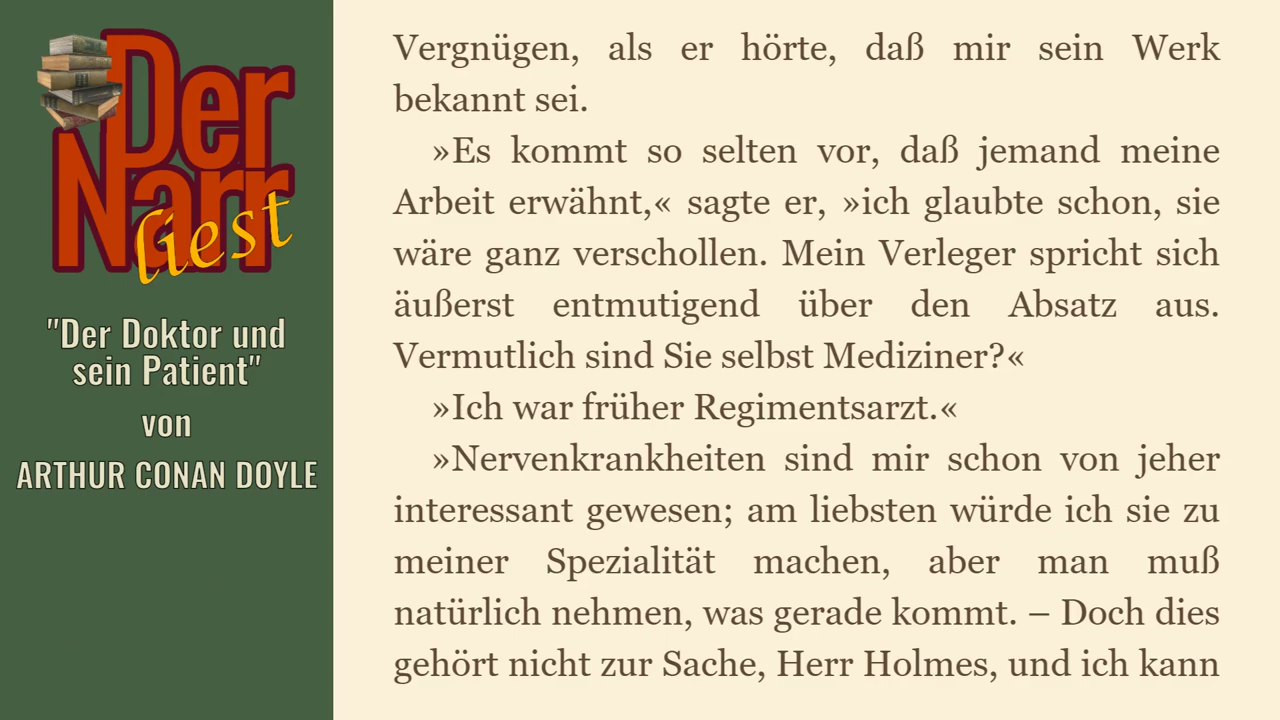 Der
Narr
liest
"Der Doktor und
sein Patient"
von
ARTHUR CONAN DOYLE
Vergnügen, als er hörte, daß mir sein Werk
bekannt sei.
»Es kommt so selten vor, daß jemand meine
Arbeit erwähnt,« sagte er, »ich glaubte schon, sie
wäre ganz verschollen. Mein Verleger spricht sich
äußerst entmutigend über den Absatz aus.
Vermutlich sind Sie selbst Mediziner?«
»Ich war früher Regimentsarzt.«
»Nervenkrankheiten sind mir schon von jeher
interessant gewesen; am liebsten würde ich sie zu
meiner Spezialität machen, aber man muß
natürlich nehmen, was gerade kommt. – Doch dies
gehört nicht zur Sache, Herr Holmes, und ich kann